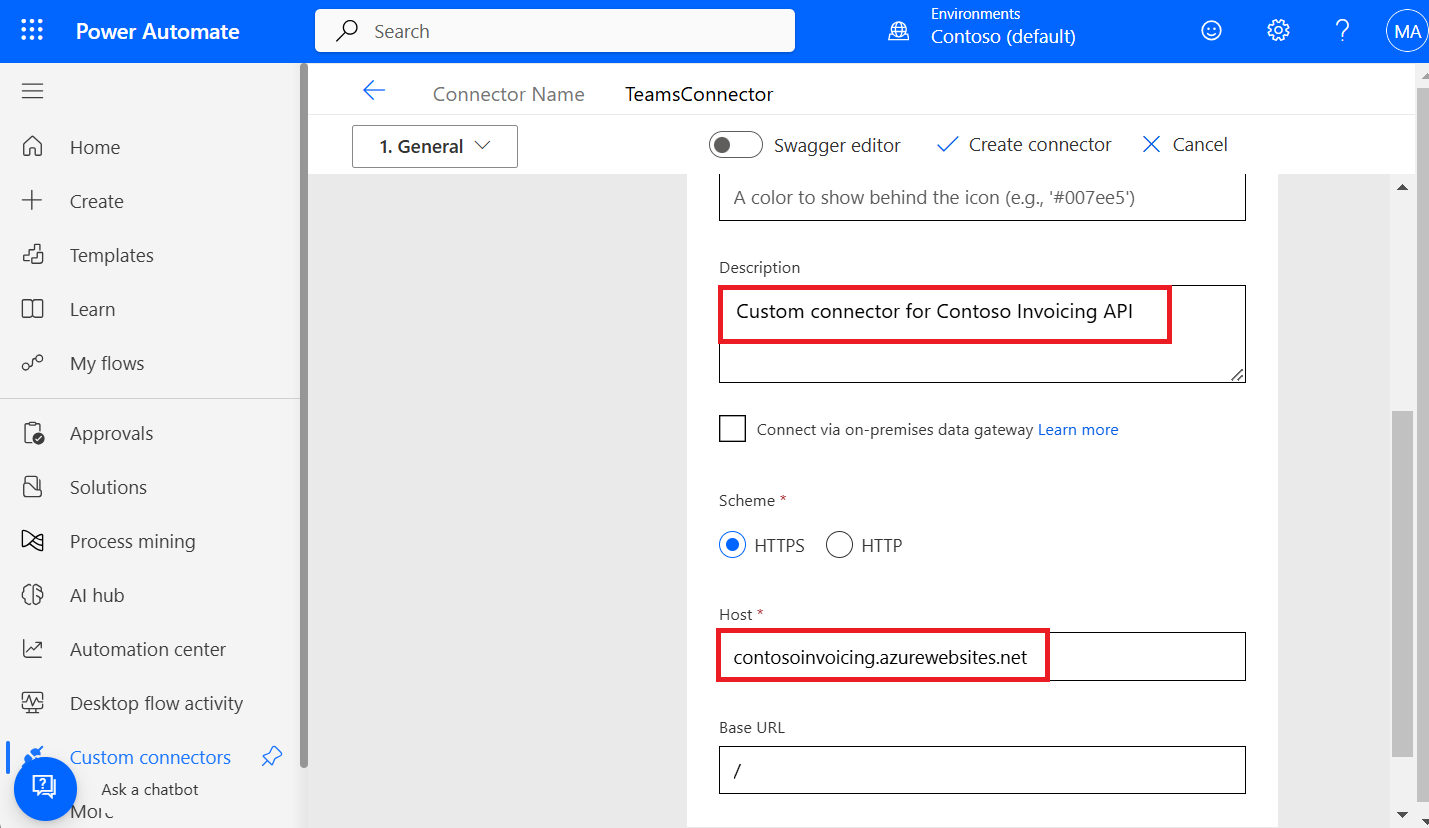 Power Automate
Search
Environments
Contoso (default)
?
MA
Connector Name TeamsConnector
1. General
Swagger editor
Create connector
Cancel
Home
Create
Templates
Learn
My flows
Approvals
Solutions
Process mining
AI hub
Automation center
Desktop flow activity
Custom connectors
Ask a chatbot
More
A color to show behind the icon (e.g., '#007ee5')
Description
Custom connector for Contoso Invoicing API
Connect via on-premises data gateway Learn more
Scheme *
HTTPS HTTP
Host *
contosoinvoicing.azurewebsites.net
Base URL
/